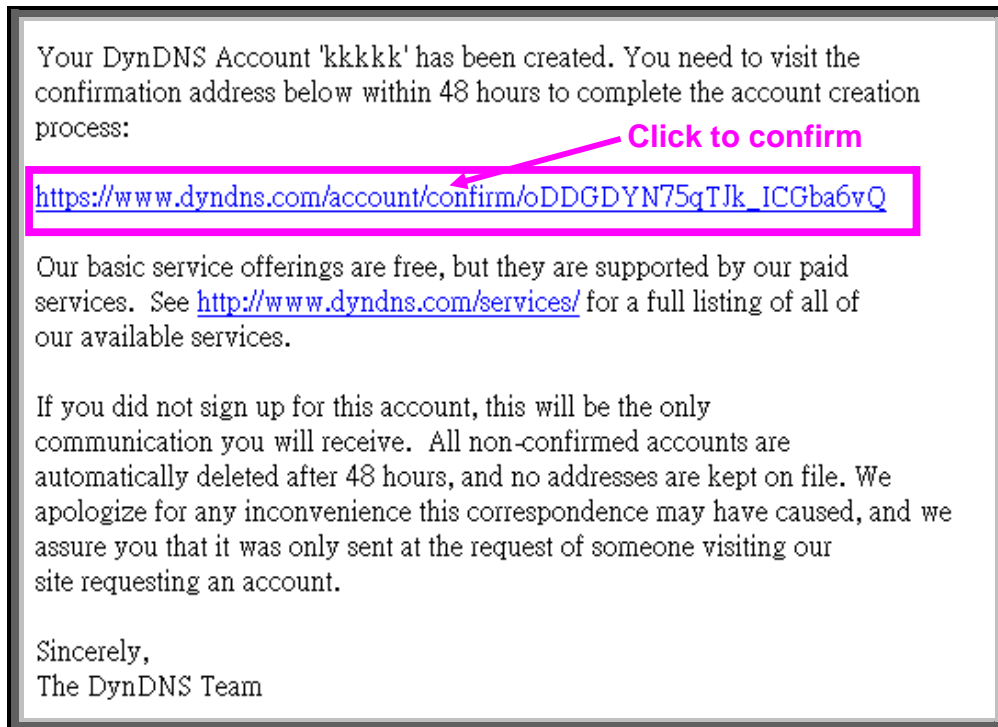 Your DynDNS Account 'kkkkk' has been created. You need to visit the
confirmation address below within 48 hours to complete the account creation
process:
Click to confirm
https://www.dyndns.com/account/confirm/oDDGDYN75qTJk_ICGba6vQ
Our basic service offerings are free, but they are supported by our paid
services.  See http://www.dyndns.com/services/ for a full listing of all of
our available services.
If you did not sign up for this account, this will be the only
communication you will receive.  All non-confirmed accounts are
automatically deleted after 48 hours, and no addresses are kept on file. We
apologize for any inconvenience this correspondence may have caused, and we
assure you that it was only sent at the request of someone visiting our
site requesting an account.
Sincerely,
The DynDNS Team